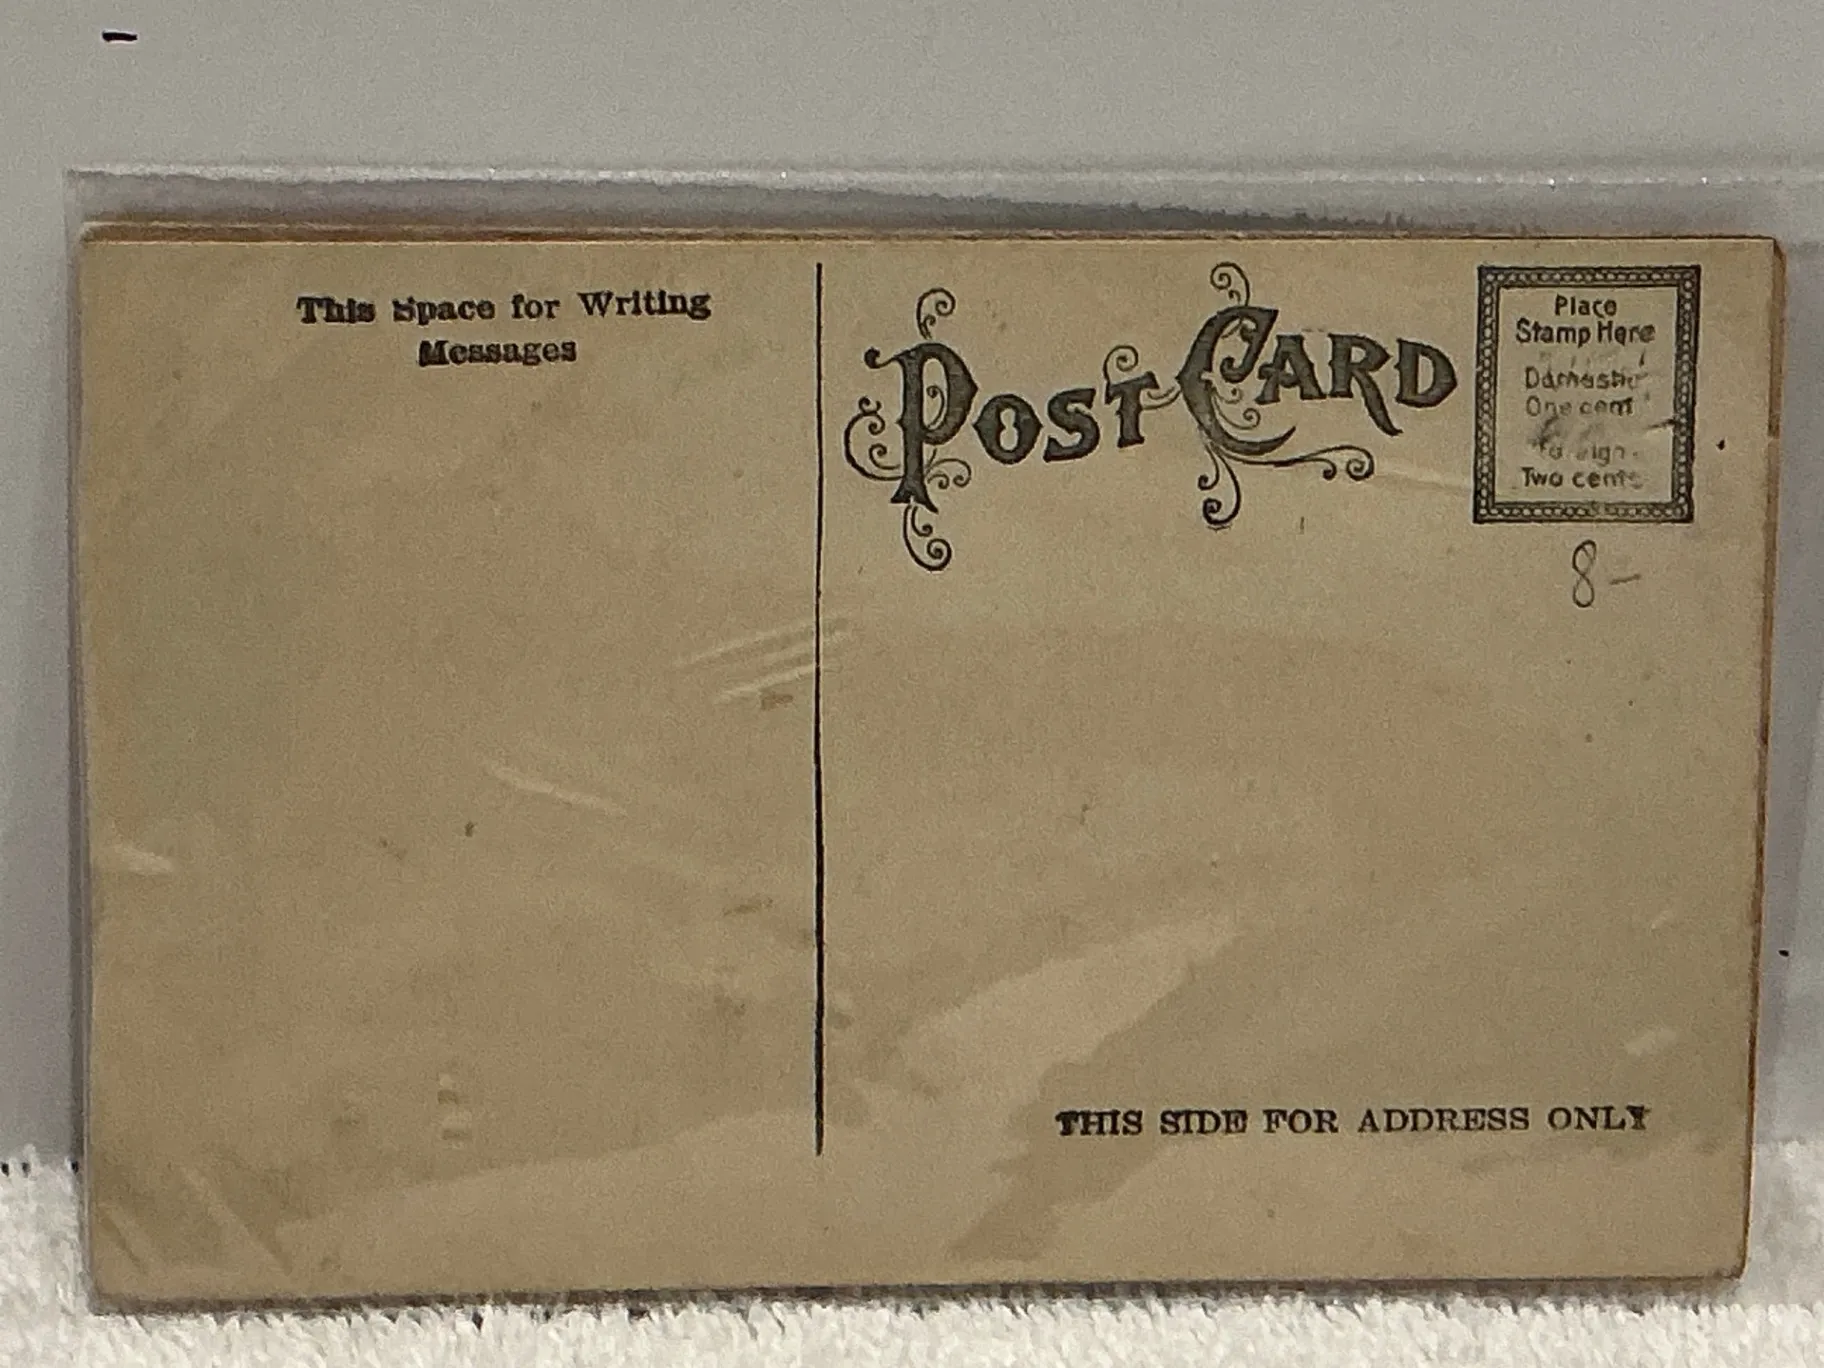 This Space for Writing
Messages
POST CARD
Place
Stamp Here
Domestic
One cent
Foreign
Two cents
8-
THIS SIDE FOR ADDRESS ONLY